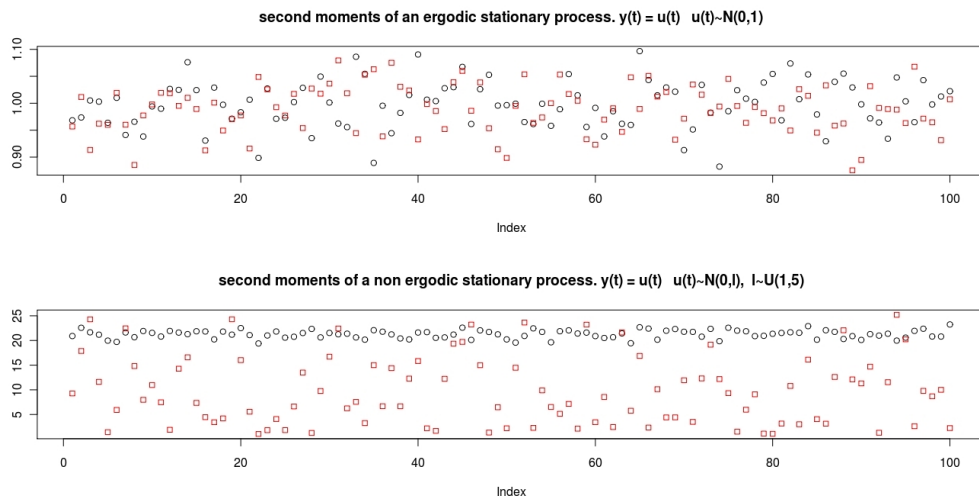 second moments of an ergodic stationary process. y(t) = u(t) u(t)~N(0,1)
1.10
1.00
0.90
0 20 40 60 80 100
Index
second moments of a non ergodic stationary process. y(t) = u(t) u(t)~N(0,l), l~U(1,5)
25
20
15
10
5
0 20 40 60 80 100
Index